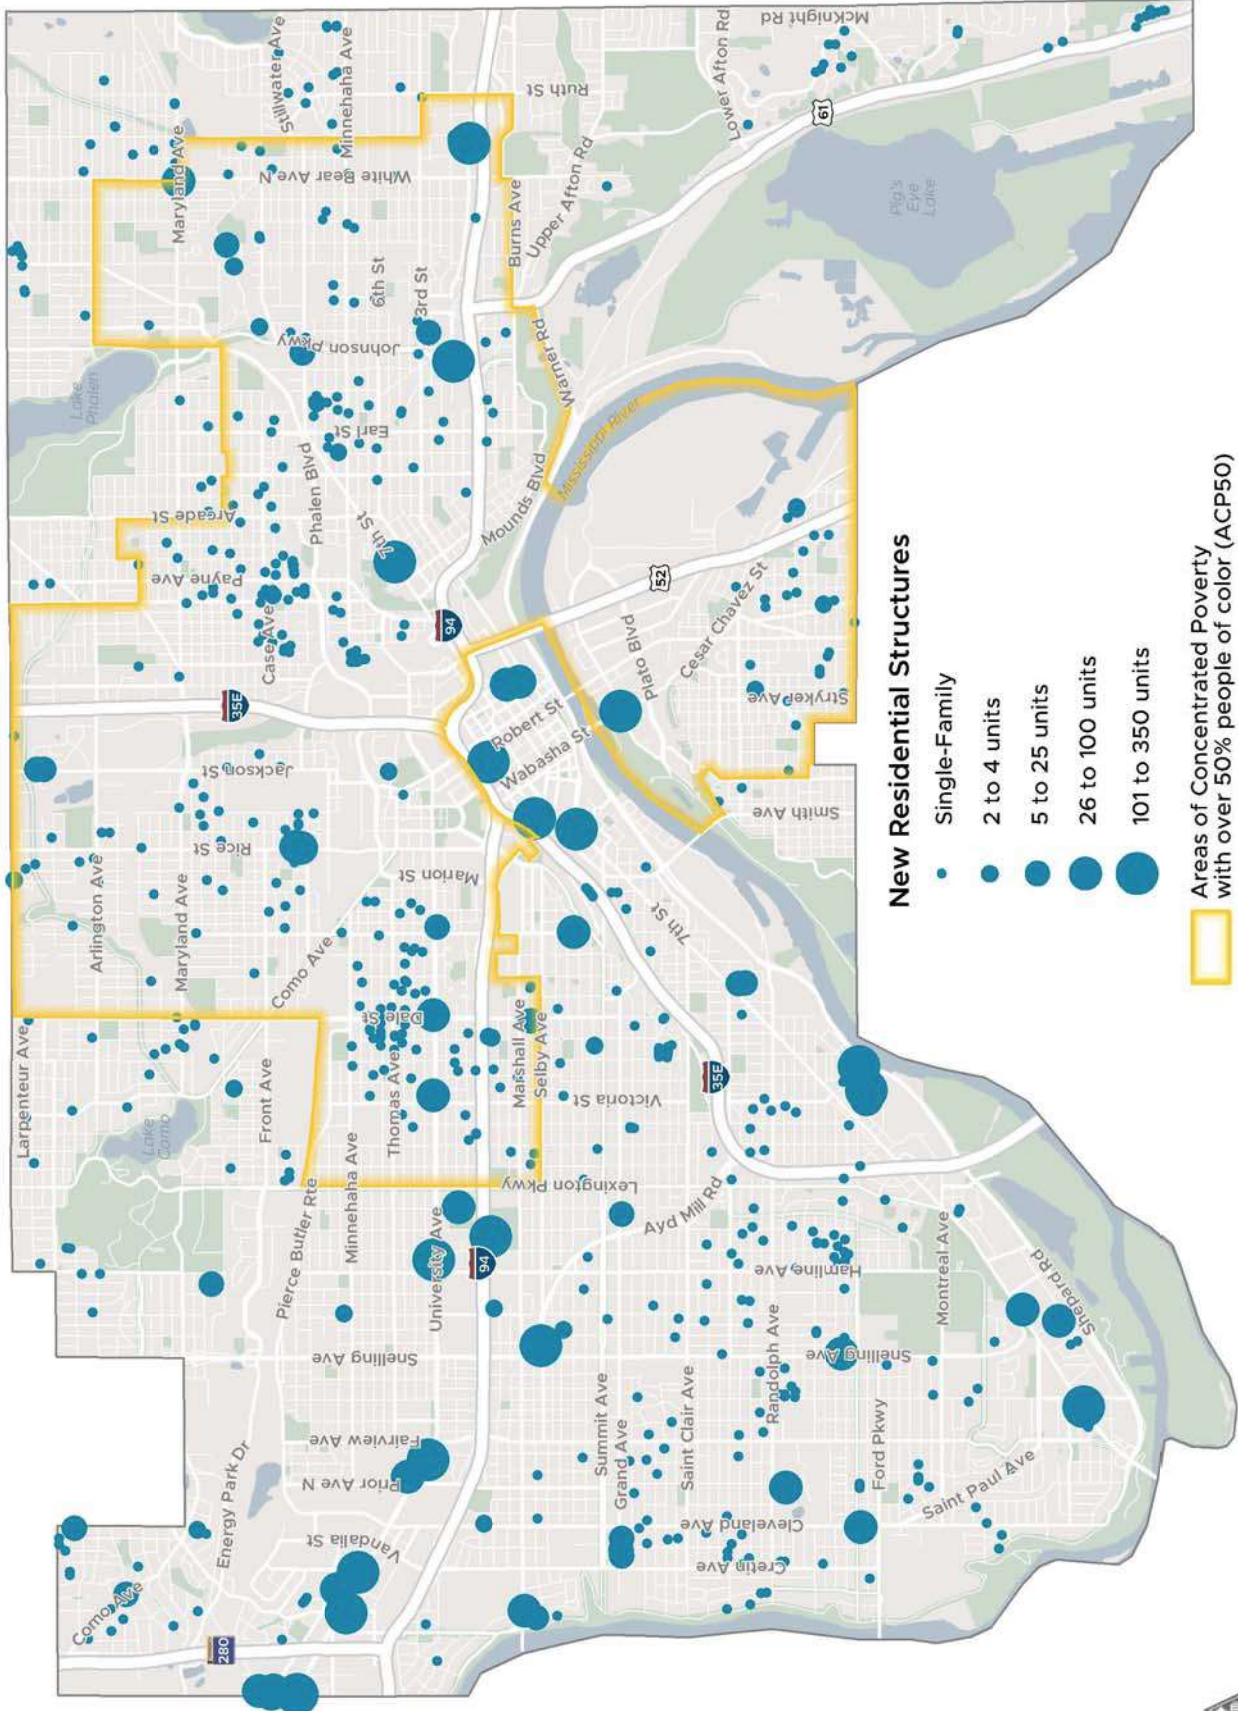 Larpenteur Ave
Arlington Ave
Maryland Ave
Maryland Ave
Como Ave
Como Ave
Energy Park Dr
Front Ave
Pierce Butler Rte
Minnehaha Ave
Thomas Ave
University Ave
Vandalia St
Prior Ave N
Fairview Ave
Snelling Ave
Lexington Pkwy
Victoria St
Dale St
Marion St
Rice St
Jackson St
Case Ave
Payne Ave
Arcade St
Phalen Blvd
7th St
Earl St
Johnson Pkwy
3rd St
6th St
White Bear Ave N
Stillwater Ave
Minnehaha Ave
Ruth St
Burns Ave
Upper Afton Rd
Lower Afton Rd
McKnight Rd
Warner Rd
Mounds Blvd
Mississippi River
Lake Phalen
Lake Como
Pig's
Eye
Lake
Marshall Ave
Selby Ave
Summit Ave
Grand Ave
Saint Clair Ave
Randolph Ave
Ford Pkwy
Montreal Ave
Saint Paul Ave
Shepard Rd
Cretin Ave
Cleveland Ave
Snelling Ave
Hamline Ave
Ayd Mill Rd
7th St
Robert St
Wabasha St
Plato Blvd
Cesar Chavez St
Stryker Ave
Smith Ave
280
94
94
35E
35E
52
61
New Residential Structures
Single-Family
2 to 4 units
5 to 25 units
26 to 100 units
101 to 350 units
Areas of Concentrated Poverty
with over 50% people of color (ACP50)